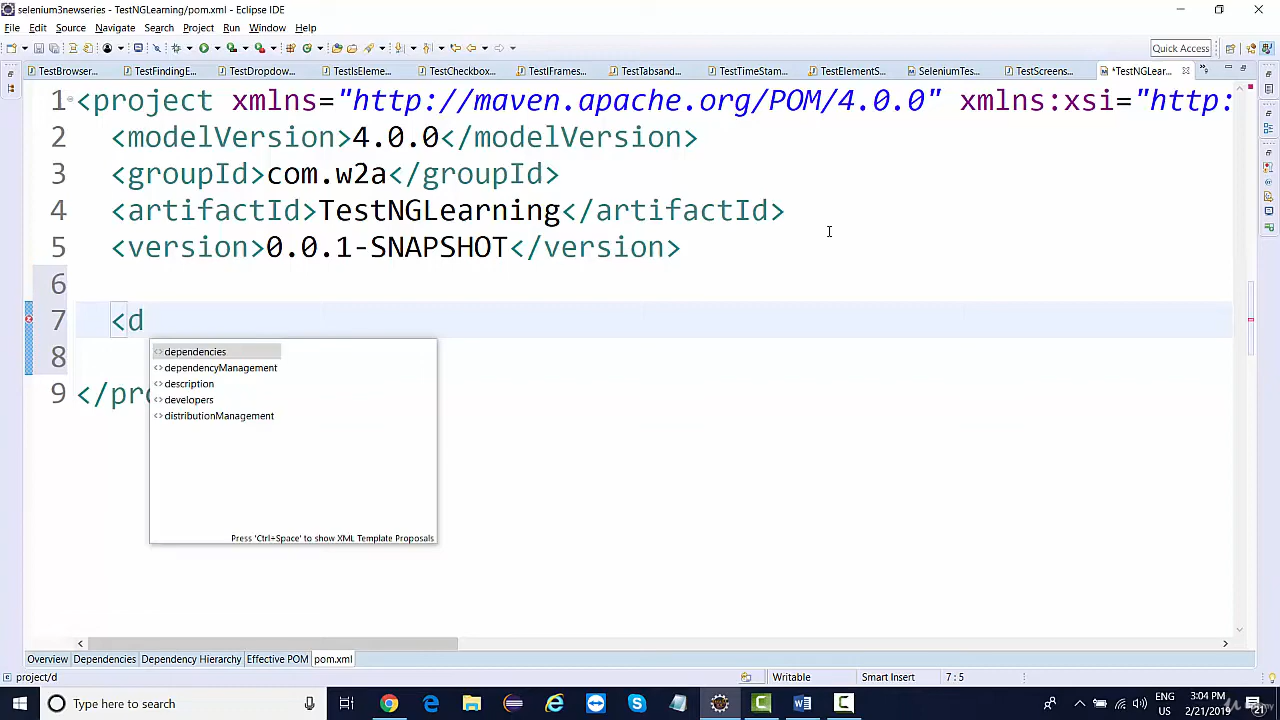 selenium3newseries - TestNGLearning/pom.xml - Eclipse IDE
File Edit Source Navigate Search Project Run Window Help
Quick Access
TestBrowser... TestFindingE... TestDropdow... TestIsEleme... TestCheckbox... TestIFrames... TestTabsand... TestTimeStam... TestElementS... SeleniumTes... TestScreens... *TestNGLear...
1 <project xmlns="http://maven.apache.org/POM/4.0.0" xmlns:xsi="http:
2 <modelVersion>4.0.0</modelVersion>
3 <groupId>com.w2a</groupId>
4 <artifactId>TestNGLearning</artifactId>
5 <version>0.0.1-SNAPSHOT</version>
6
7 <d
8
dependencies
dependencyManagement
description
developers
distributionManagement
9 </pro
Press 'Ctrl+Space' to show XML Template Proposals
Overview Dependencies Dependency Hierarchy Effective POM pom.xml
project/d Writable Smart Insert 7 : 5
Type here to search
ENG
US
3:04 PM
2/21/2019
21